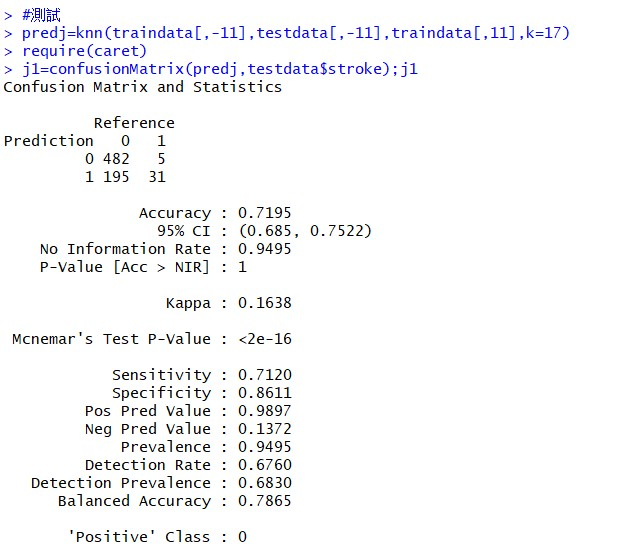 > #測試
> predj=knn(traindata[,-11],testdata[,-11],traindata[,11],k=17)
> require(caret)
> j1=confusionMatrix(predj,testdata$stroke);j1
Confusion Matrix and Statistics
Reference
Prediction 0 1
0 482 5
1 195 31
Accuracy : 0.7195
95% CI : (0.685, 0.7522)
No Information Rate : 0.9495
P-Value [Acc > NIR] : 1
Kappa : 0.1638
Mcnemar's Test P-Value : <2e-16
Sensitivity : 0.7120
Specificity : 0.8611
Pos Pred Value : 0.9897
Neg Pred Value : 0.1372
Prevalence : 0.9495
Detection Rate : 0.6760
Detection Prevalence : 0.6830
Balanced Accuracy : 0.7865
'Positive' Class : 0